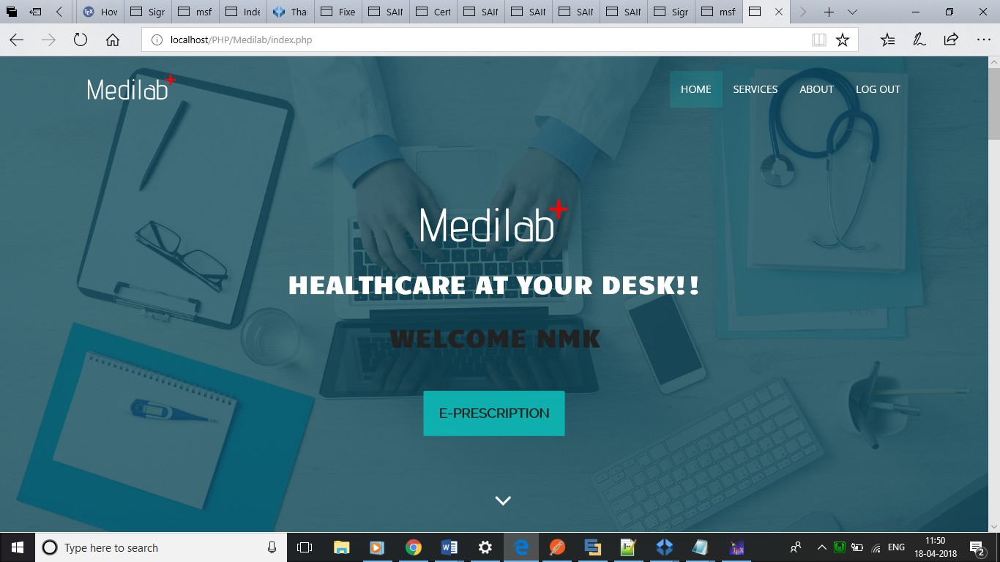 Hov
Sigr
msf
Inde
Thai
Fixe
SAII
Cert
SAII
SAII
SAII
SAII
Sigr
msf
localhost/PHP/Medilab/index.php
Medilab+
HOME
SERVICES
ABOUT
LOG OUT
Medilab+
HEALTHCARE AT YOUR DESK!!
WELCOME NMK
E-PRESCRIPTION
Type here to search
ENG
11:50
18-04-2018
2